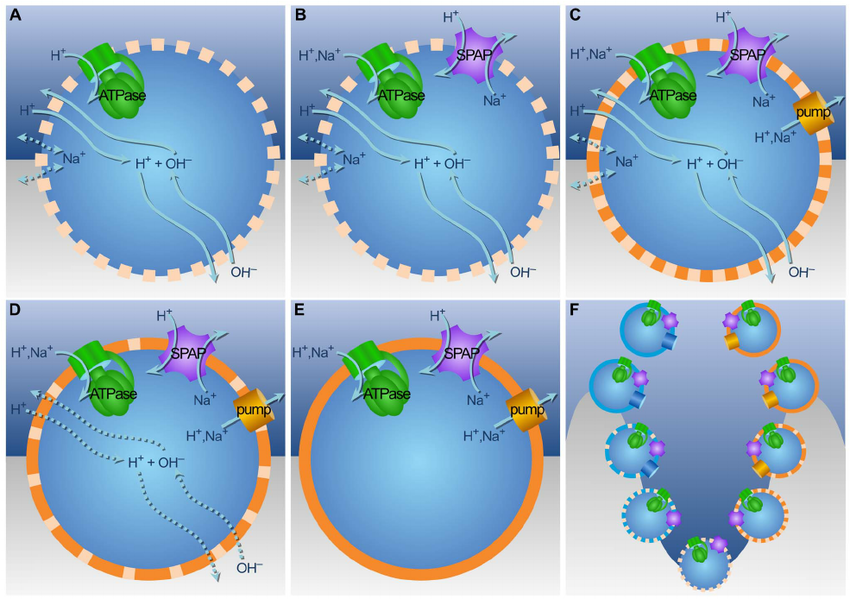 A
H⁺
ATPase
H⁺
Na⁺
H⁺ + OH⁻
OH⁻
B
H⁺
H⁺,Na⁺
SPAP
ATPase
Na⁺
H⁺
Na⁺
H⁺ + OH⁻
OH⁻
C
H⁺
H⁺,Na⁺
SPAP
ATPase
Na⁺
H⁺
pump
H⁺,Na⁺
Na⁺
H⁺ + OH⁻
OH⁻
D
H⁺
H⁺,Na⁺
SPAP
ATPase
Na⁺
H⁺
pump
H⁺,Na⁺
H⁺ + OH⁻
OH⁻
E
H⁺
H⁺,Na⁺
SPAP
ATPase
Na⁺
pump
H⁺,Na⁺
F